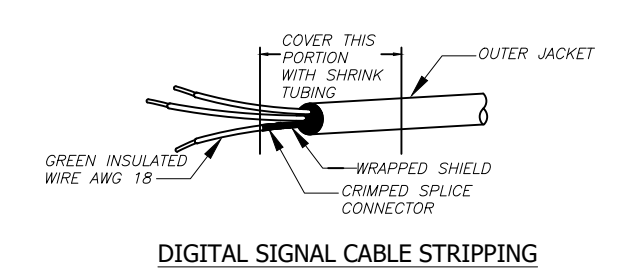 COVER THIS
PORTION
WITH SHRINK
TUBING
OUTER JACKET
GREEN INSULATED
WIRE AWG 18
WRAPPED SHIELD
CRIMPED SPLICE
CONNECTOR
DIGITAL SIGNAL CABLE STRIPPING